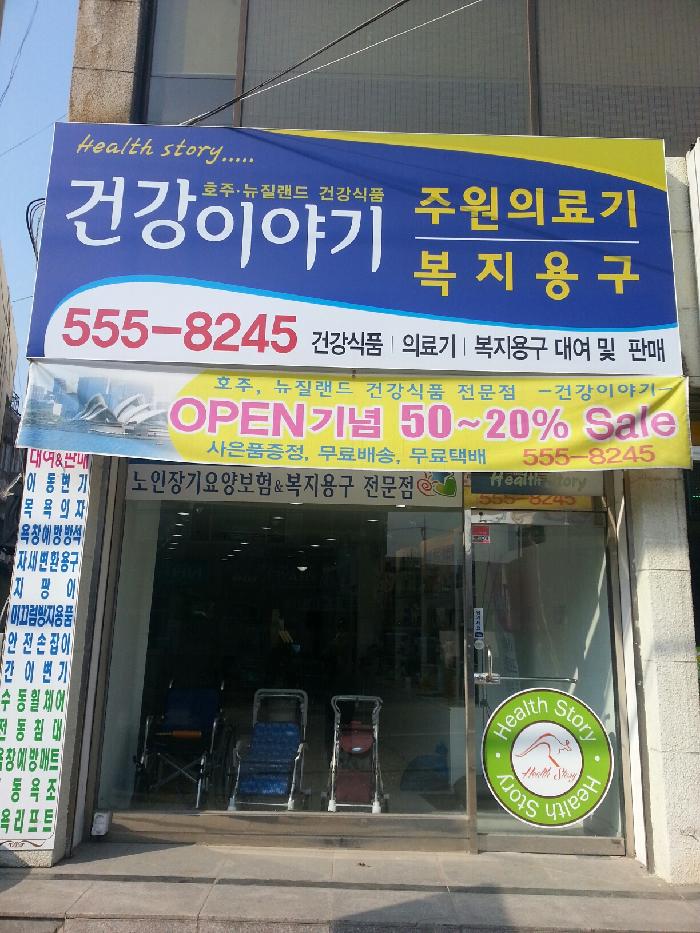 Health story.....
호주·뉴질랜드 건강식품
건강이야기
주원의료기
복지용구
555-8245
건강식품 | 의료기 | 복지용구 대여 및 판매
호주, 뉴질랜드 건강식품 전문점 -건강이야기-
OPEN기념 50~20% Sale
사은품증정, 무료배송, 무료택배 555-8245
노인장기요양보험&복지용구 전문점
Health Story
555-8245
대여&판매
이동변기
목욕의자
욕창예방방석
자세변환용구
지팡이
미끄럼방지용품
안전손잡이
간이변기
수동휠체어
전동침대
욕창예방매트
동욕조
욕리프트
Health Story
Health Story
Health Story